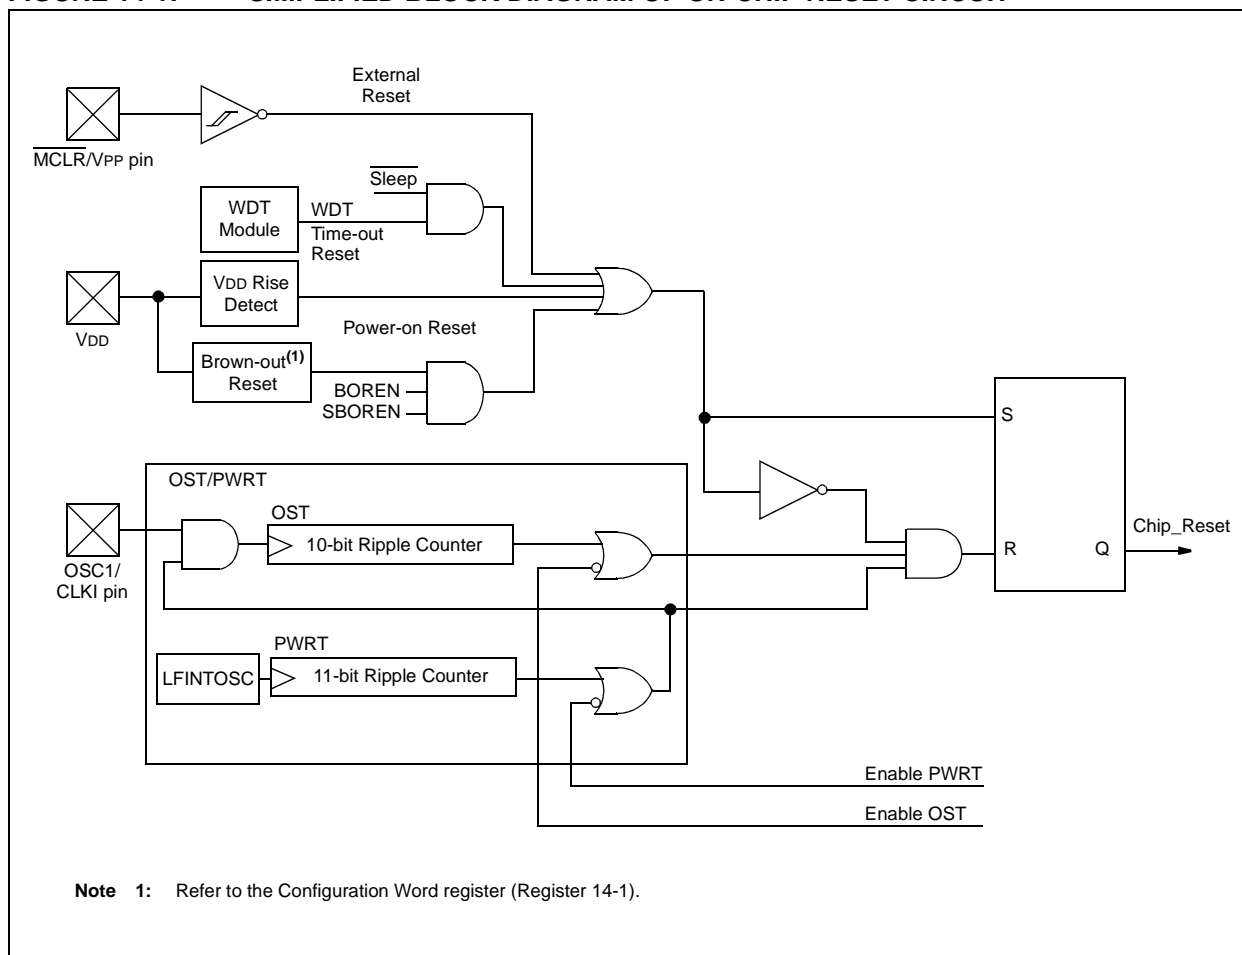 External
Reset
MCLR/VPP pin
Sleep
WDT
Module
WDT
Time-out
Reset
VDD Rise
Detect
VDD
Power-on Reset
Brown-out(1)
Reset
BOREN
SBOREN
S
OST/PWRT
OST
10-bit Ripple Counter
OSC1/
CLKI pin
Chip_Reset
R
Q
PWRT
LFINTOSC
11-bit Ripple Counter
Enable PWRT
Enable OST
Note 1: Refer to the Configuration Word register (Register 14-1).